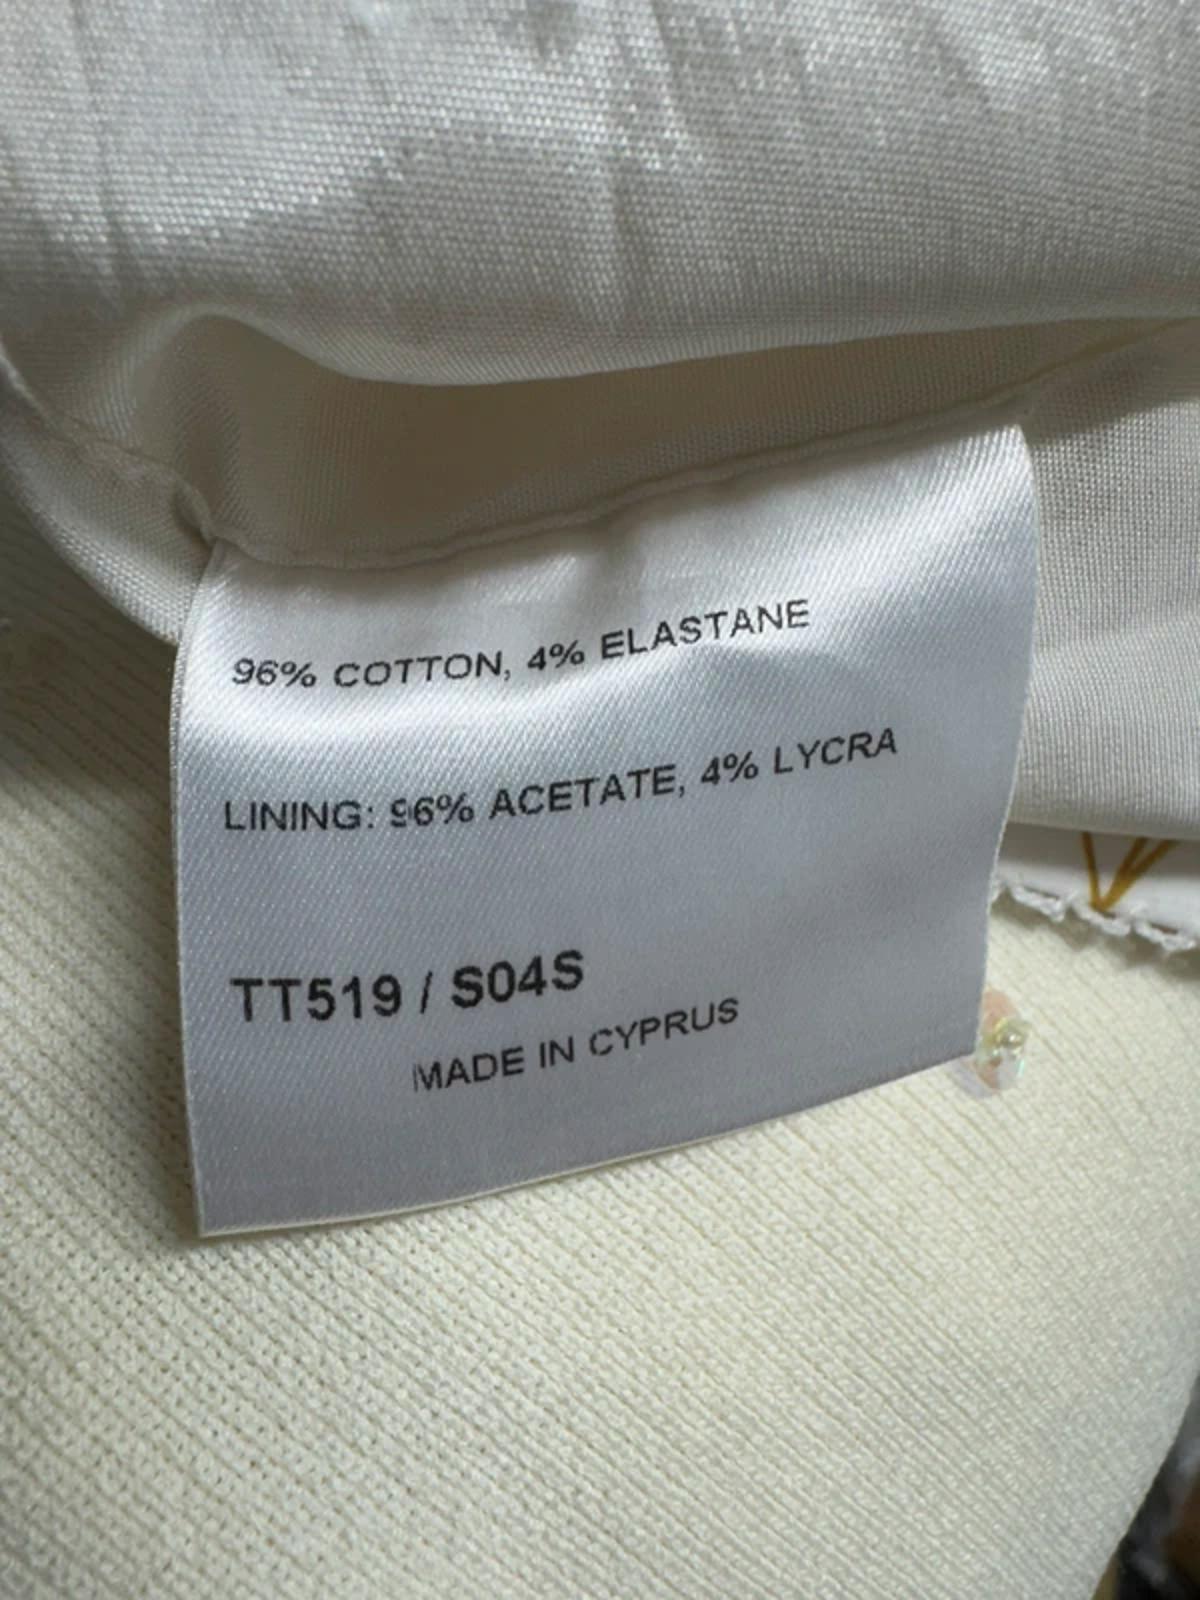 96% COTTON, 4% ELASTANE
LINING: 96% ACETATE, 4% LYCRA
TT519 / S04S
MADE IN CYPRUS